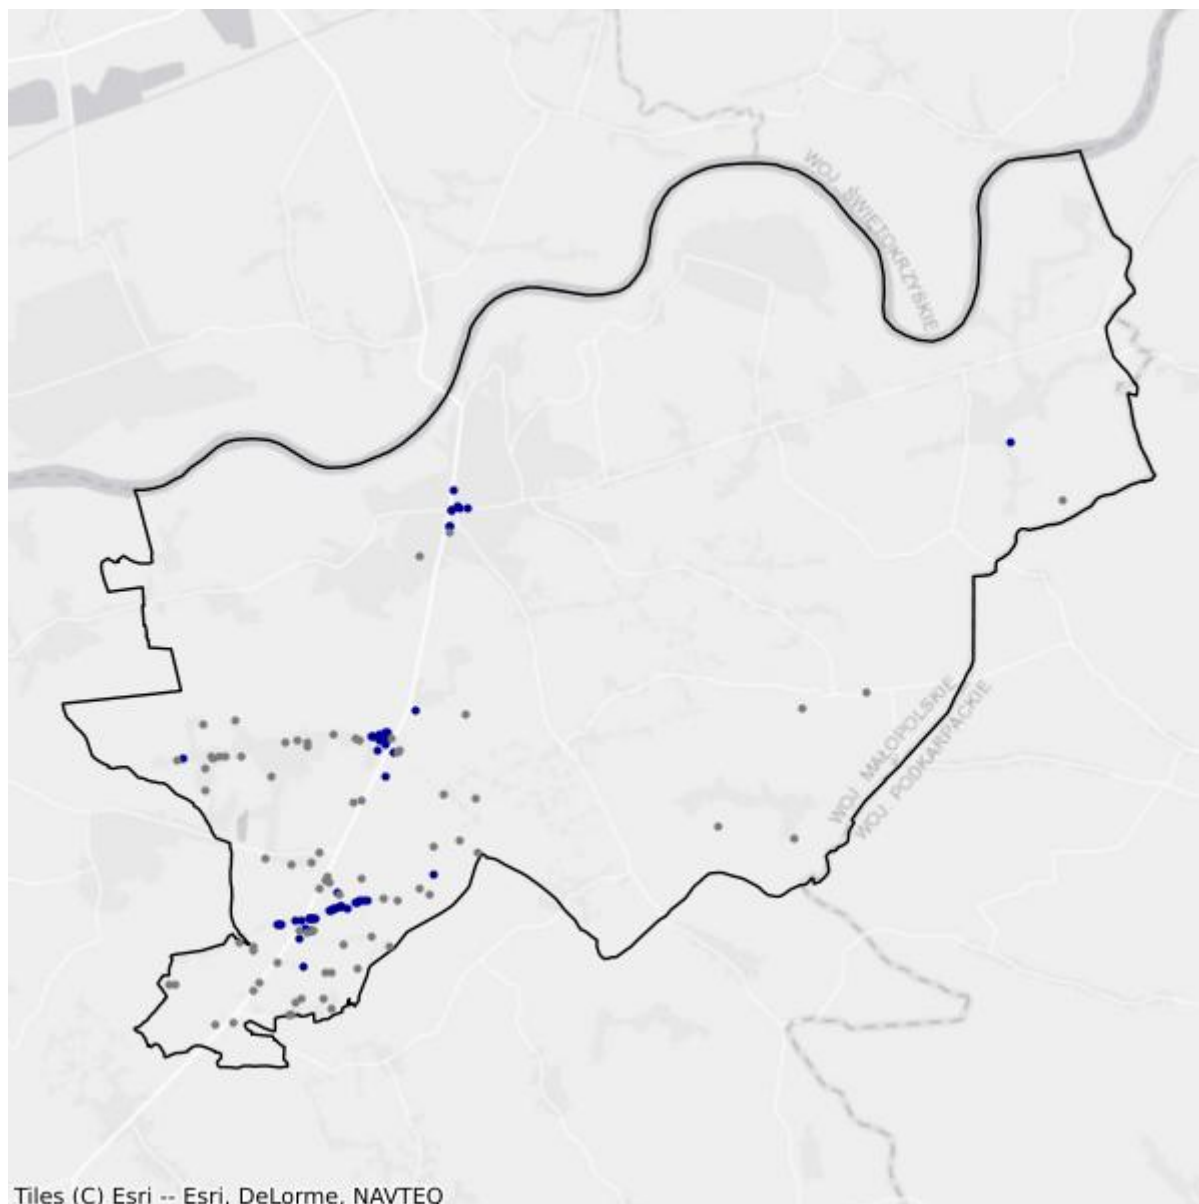 WOJ. ŚWIĘTOKRZYSKIE
WOJ. MAŁOPOLSKIE
WOJ. PODKARPACKIE
Tiles (C) Esri -- Esri, DeLorme, NAVTEQ